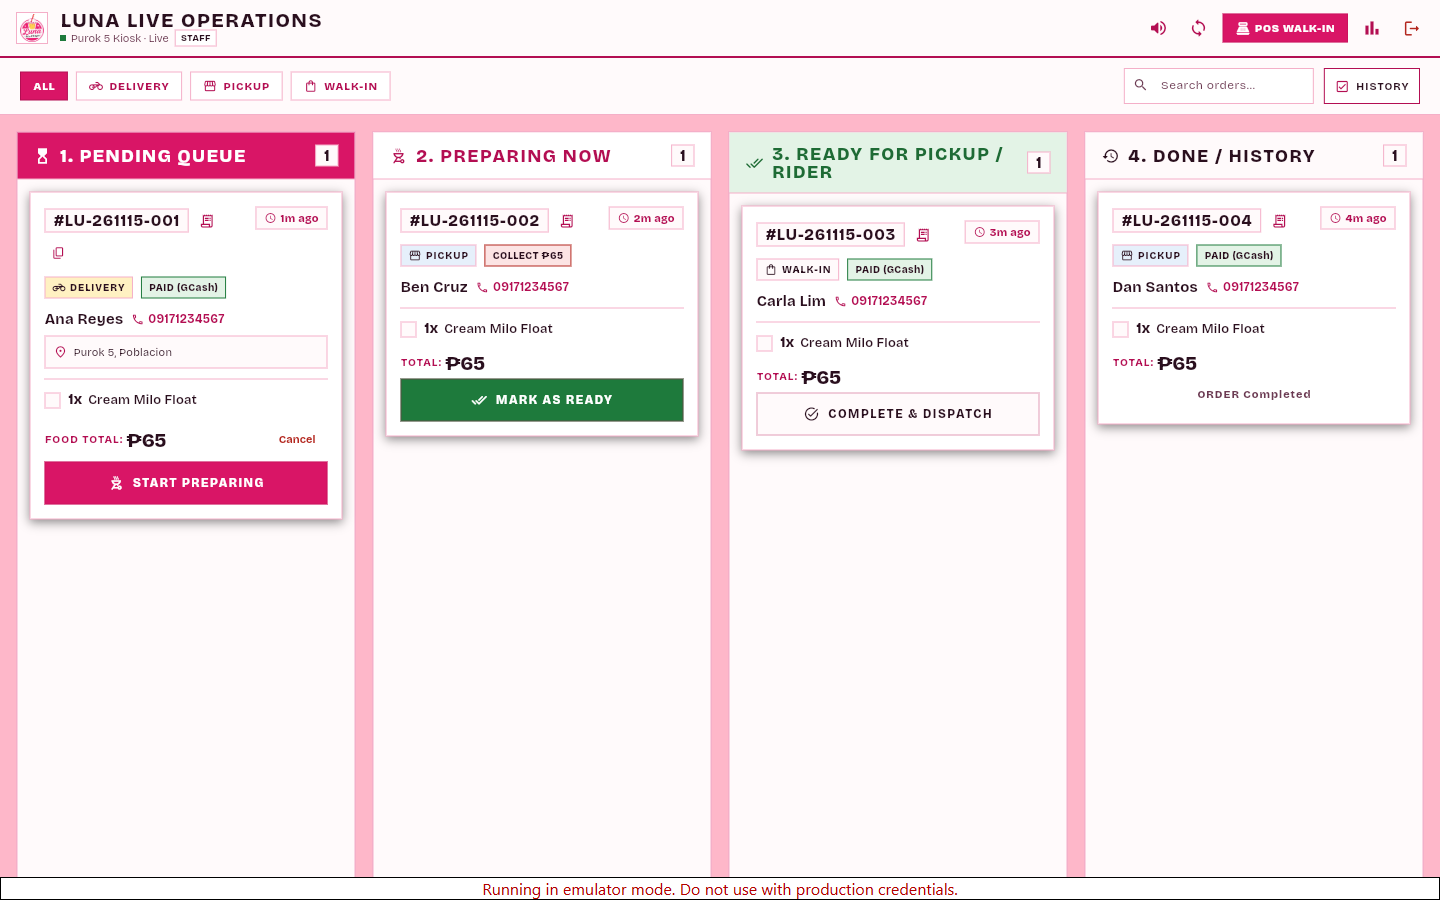 LUNA LIVE OPERATIONS
Purok 5 Kiosk · Live STAFF
POS WALK-IN
ALL DELIVERY PICKUP WALK-IN
Search orders...
HISTORY
1. PENDING QUEUE 1
#LU-261115-001 1m ago
DELIVERY PAID (GCash)
Ana Reyes 09171234567
Purok 5, Poblacion
1x Cream Milo Float
FOOD TOTAL: ₱65 Cancel
START PREPARING
2. PREPARING NOW 1
#LU-261115-002 2m ago
PICKUP COLLECT ₱65
Ben Cruz 09171234567
1x Cream Milo Float
TOTAL: ₱65
MARK AS READY
3. READY FOR PICKUP /
RIDER 1
#LU-261115-003 3m ago
WALK-IN PAID (GCash)
Carla Lim 09171234567
1x Cream Milo Float
TOTAL: ₱65
COMPLETE & DISPATCH
4. DONE / HISTORY 1
#LU-261115-004 4m ago
PICKUP PAID (GCash)
Dan Santos 09171234567
1x Cream Milo Float
TOTAL: ₱65
ORDER Completed
Running in emulator mode. Do not use with production credentials.